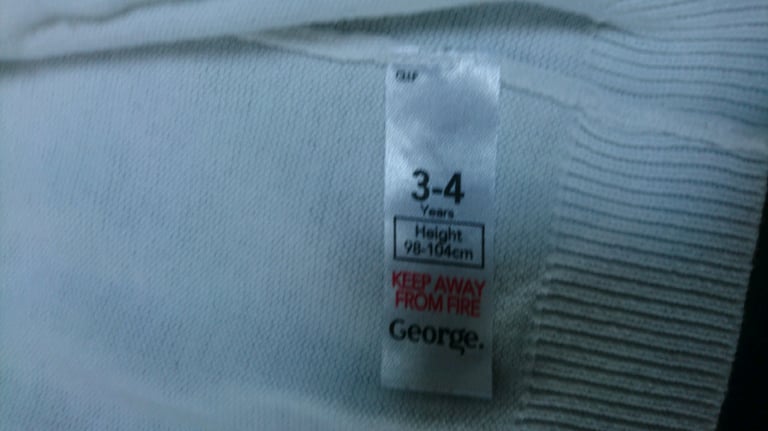 3-4
Years
Height
98-104cm
KEEP AWAY
FROM FIRE
George.